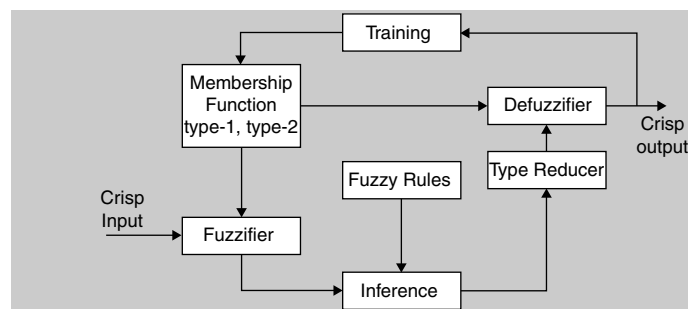 Training
Membership
Function
type-1, type-2
Defuzzifier
Crisp
output
Type Reducer
Fuzzy Rules
Crisp
Input
Fuzzifier
Inference